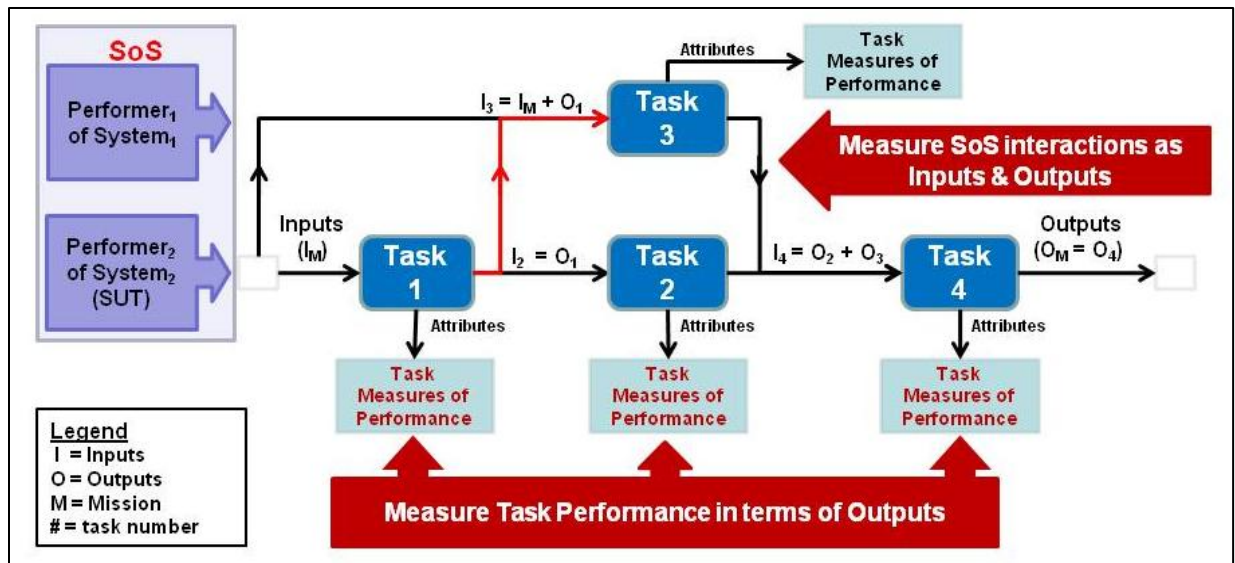 SoS
Performer₁
of System₁
Performer₂
of System₂
(SUT)
Inputs
(I_M)
Task
1
I₃ = I_M + O₁
Task
3
Attributes
Task
Measures of
Performance
Measure SoS interactions as
Inputs & Outputs
I₂ = O₁
Task
2
I₄ = O₂ + O₃
Task
4
Outputs
(O_M = O₄)
Attributes
Task
Measures of
Performance
Attributes
Task
Measures of
Performance
Attributes
Task
Measures of
Performance
Measure Task Performance in terms of Outputs
Legend
I = Inputs
O = Outputs
M = Mission
# = task number